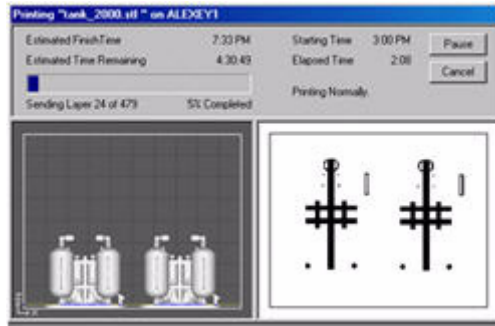 Printing "tank_2000.stl " on ALEXEY1
Estimated FinishTime 7:33 PM Starting Time 3:00 PM Pause
Estimated Time Remaining 4:30:49 Elapsed Time 2:08 Cancel
Printing Normally.
Sending Layer 24 of 479 5% Completed